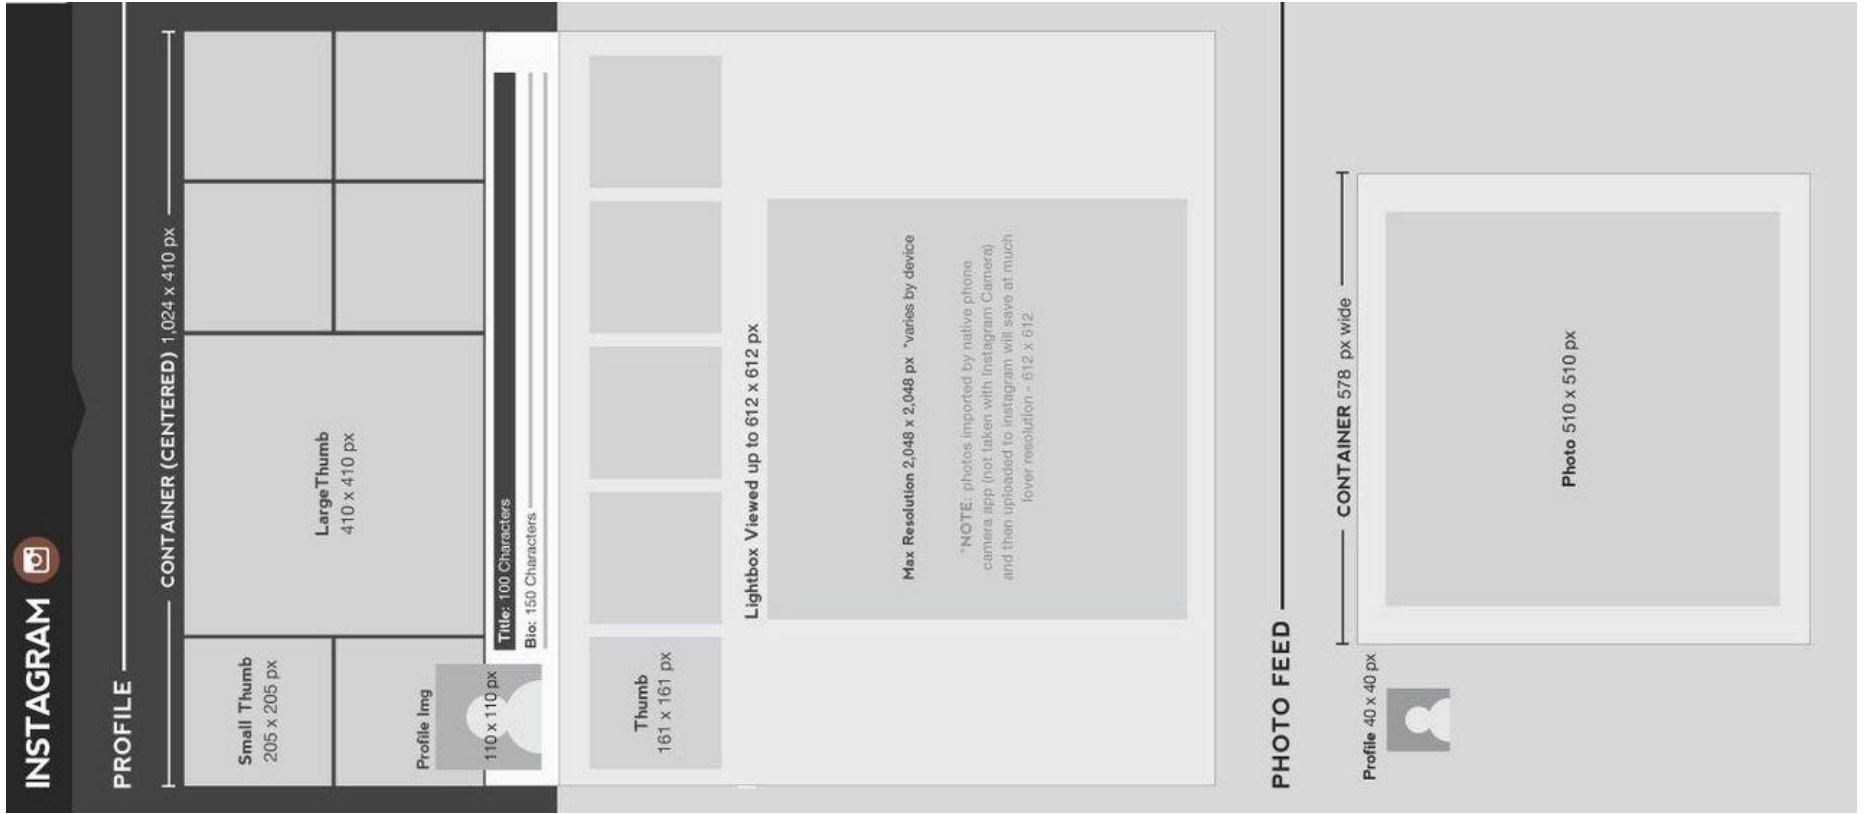 INSTAGRAM
PROFILE
CONTAINER (CENTERED) 1,024 x 410 px
Small Thumb
205 x 205 px
LargeThumb
410 x 410 px
Profile Img
110 x 110 px
Title: 100 Characters
Bio: 150 Characters
Thumb
161 x 161 px
Lightbox Viewed up to 612 x 612 px
Max Resolution 2,048 x 2,048 px *varies by device
*NOTE: photos imported by native phone
camera app (not taken with Instagram Camera)
and then uploaded to instagram will save at much
lover resolution - 612 x 612
PHOTO FEED
Profile 40 x 40 px
CONTAINER 578 px wide
Photo 510 x 510 px